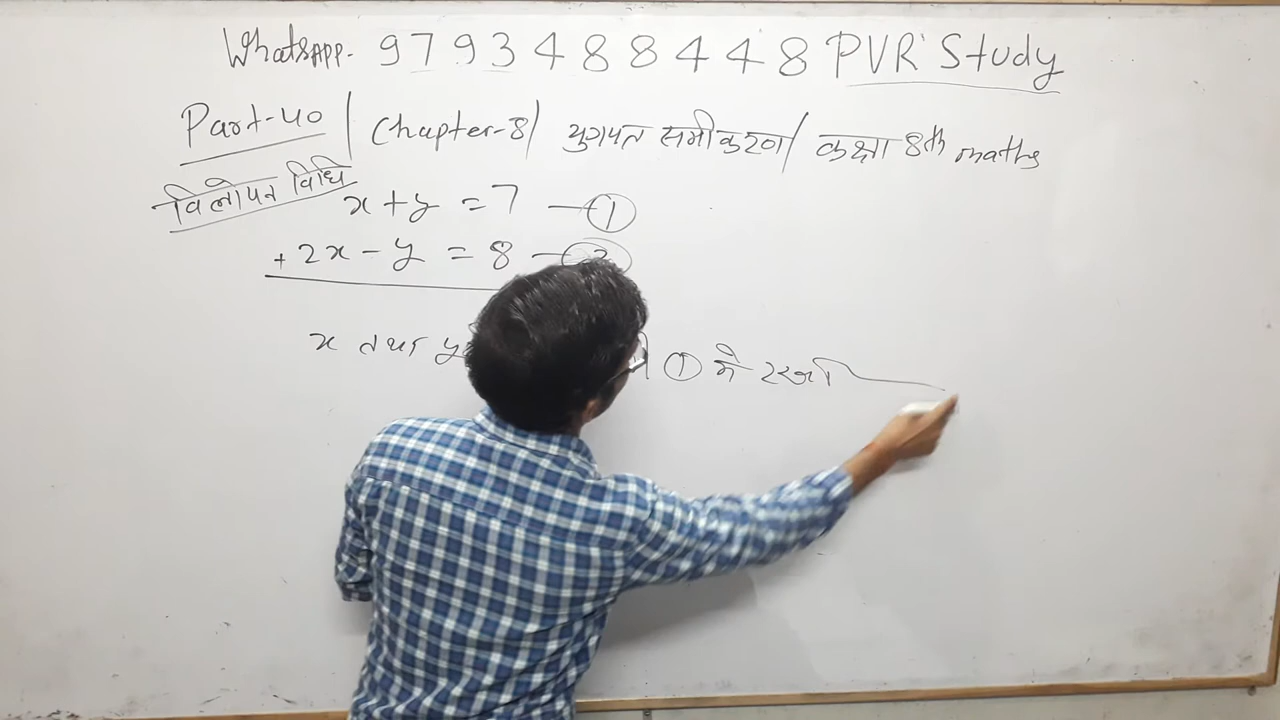 WhatsAPP- 9793488448 PVR Study
Part-40 | Chapter-8 | युगपत समीकरण / कक्षा 8th maths
विलोपन विधि
x + y = 7 — ①
+ 2x - y = 8 —
x तथा y ① मे रखने